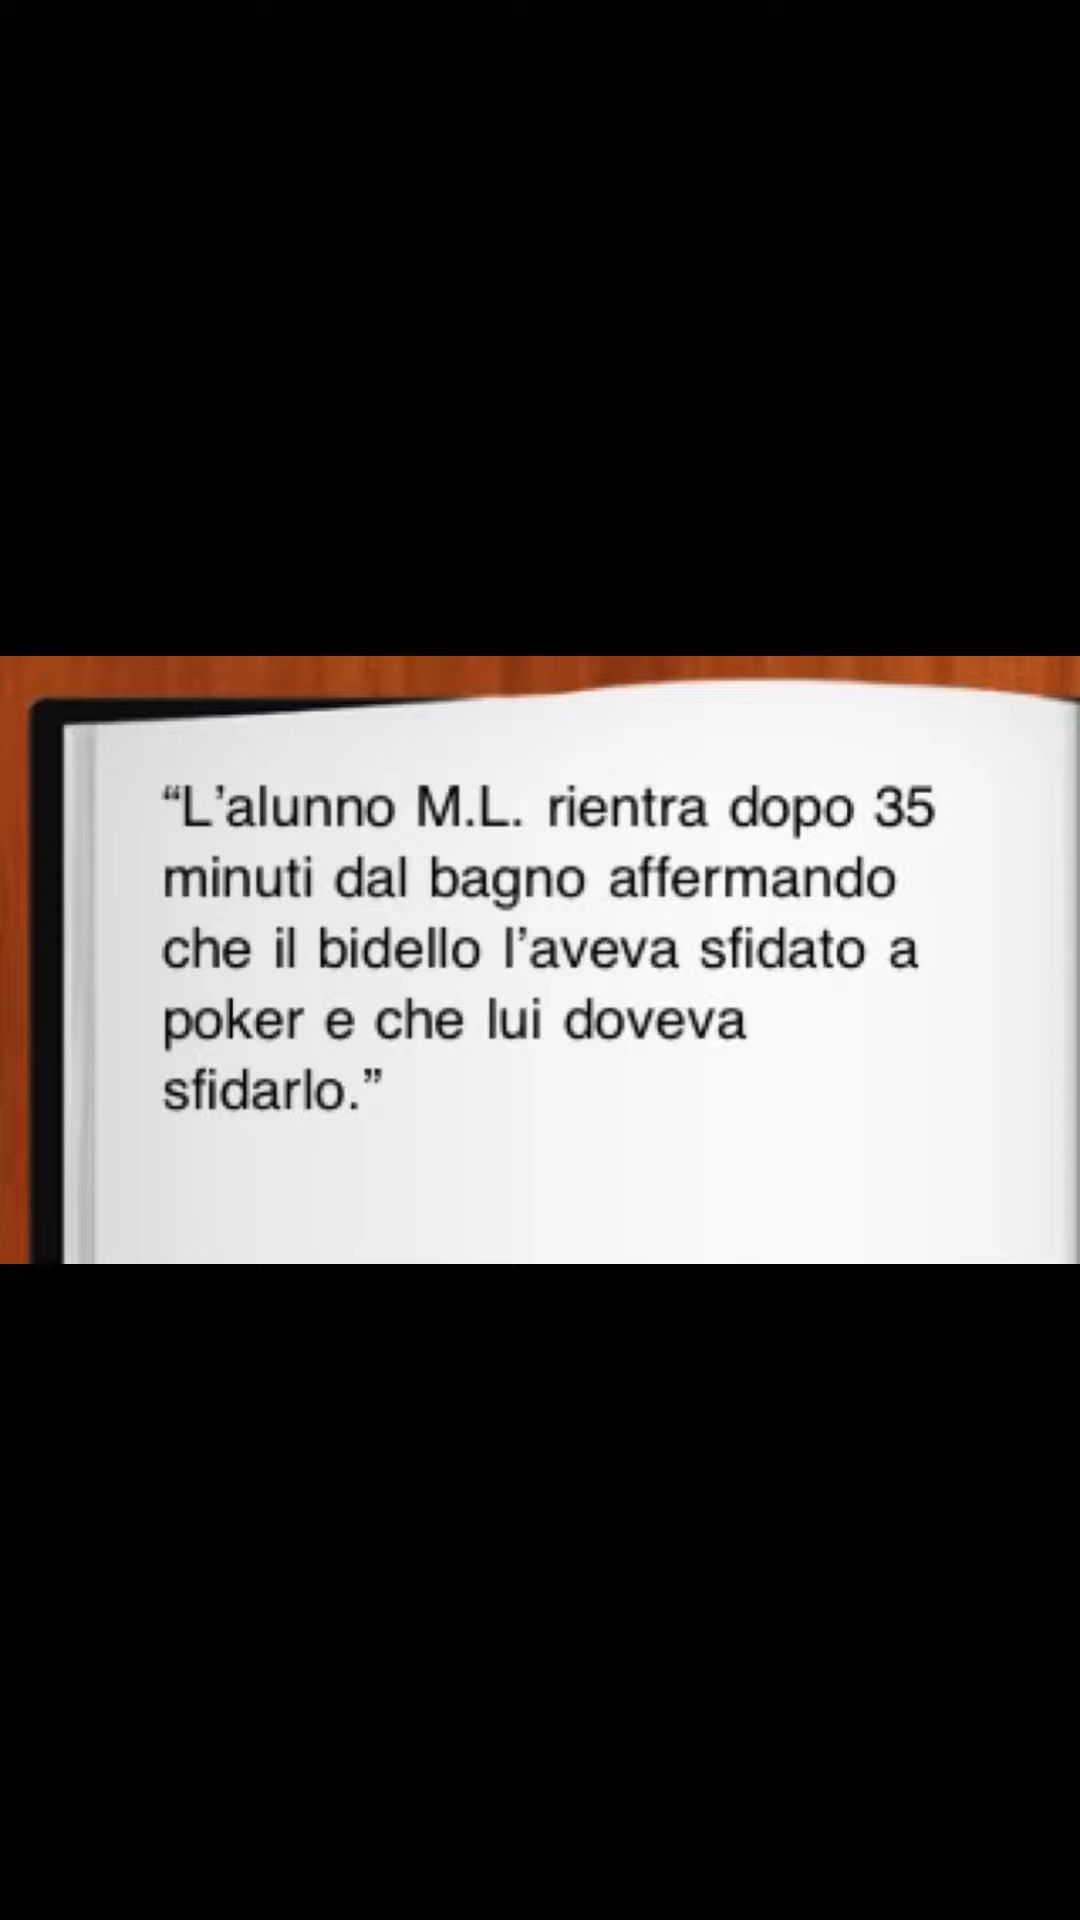 “L’alunno M.L. rientra dopo 35
minuti dal bagno affermando
che il bidello l’aveva sfidato a
poker e che lui doveva
sfidarlo.”